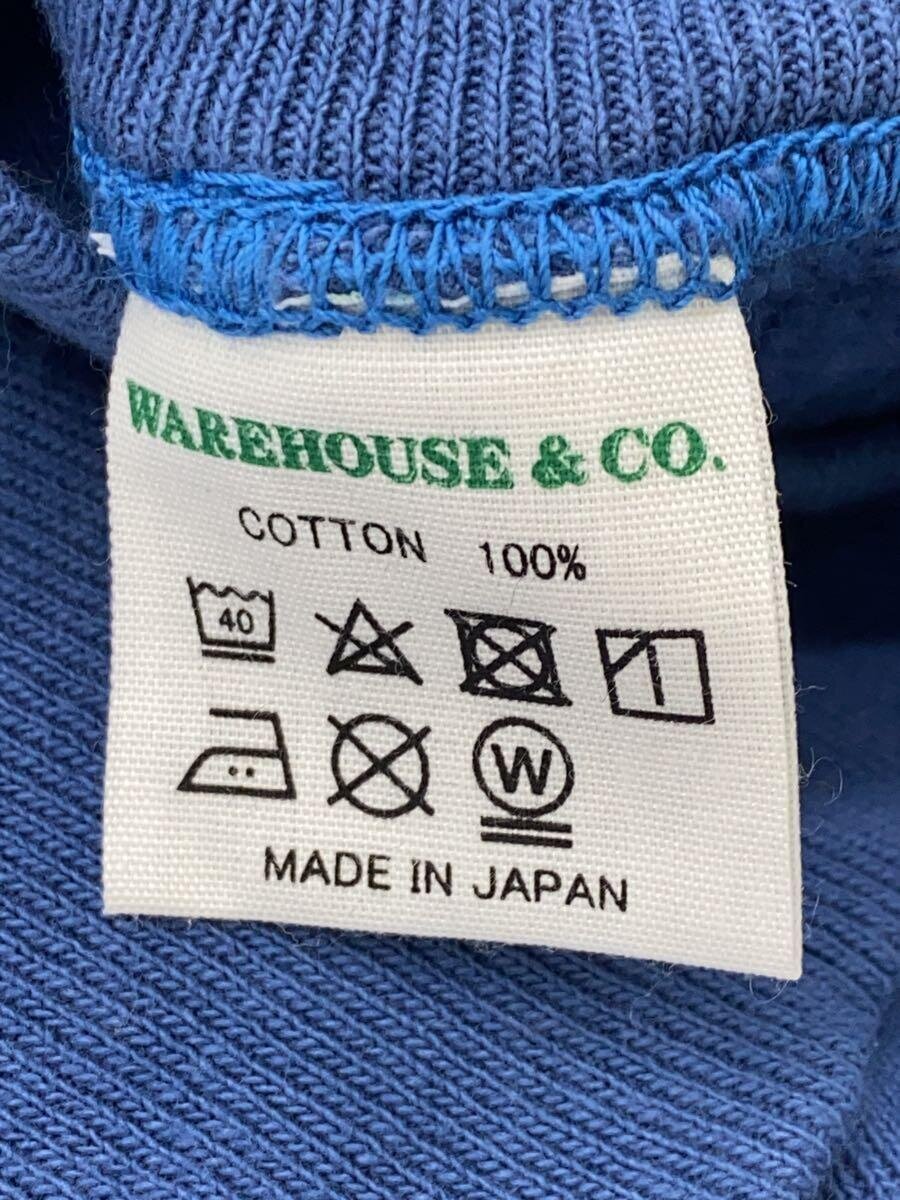 WAREHOUSE & CO.
COTTON 100%
40
W
MADE IN JAPAN